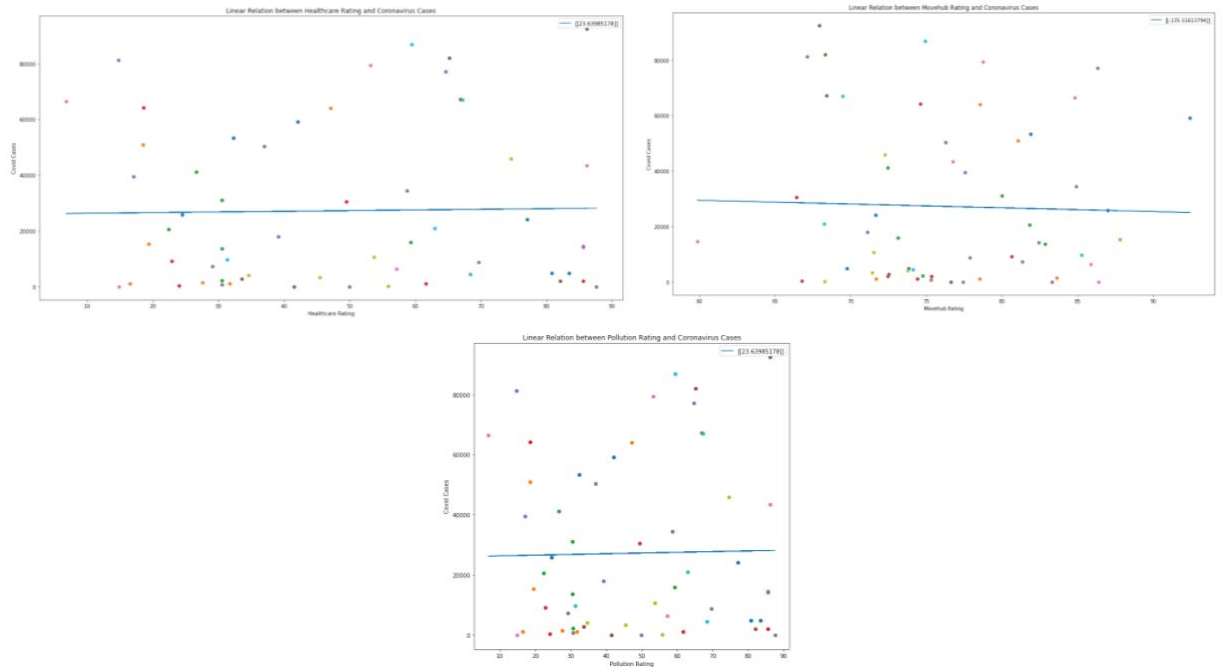 Linear Relation between Healthcare Rating and Coronavirus Cases
[[23.63985178]]
80000
60000
40000
20000
0
Covid Cases
10 20 30 40 50 60 70 80 90
Healthcare Rating
Linear Relation between Movehub Rating and Coronavirus Cases
[[-135.51613794]]
80000
60000
40000
20000
0
Covid Cases
60 65 70 75 80 85 90
Movehub Rating
Linear Relation between Pollution Rating and Coronavirus Cases
[[23.63985178]]
80000
60000
40000
20000
0
Covid Cases
10 20 30 40 50 60 70 80 90
Pollution Rating